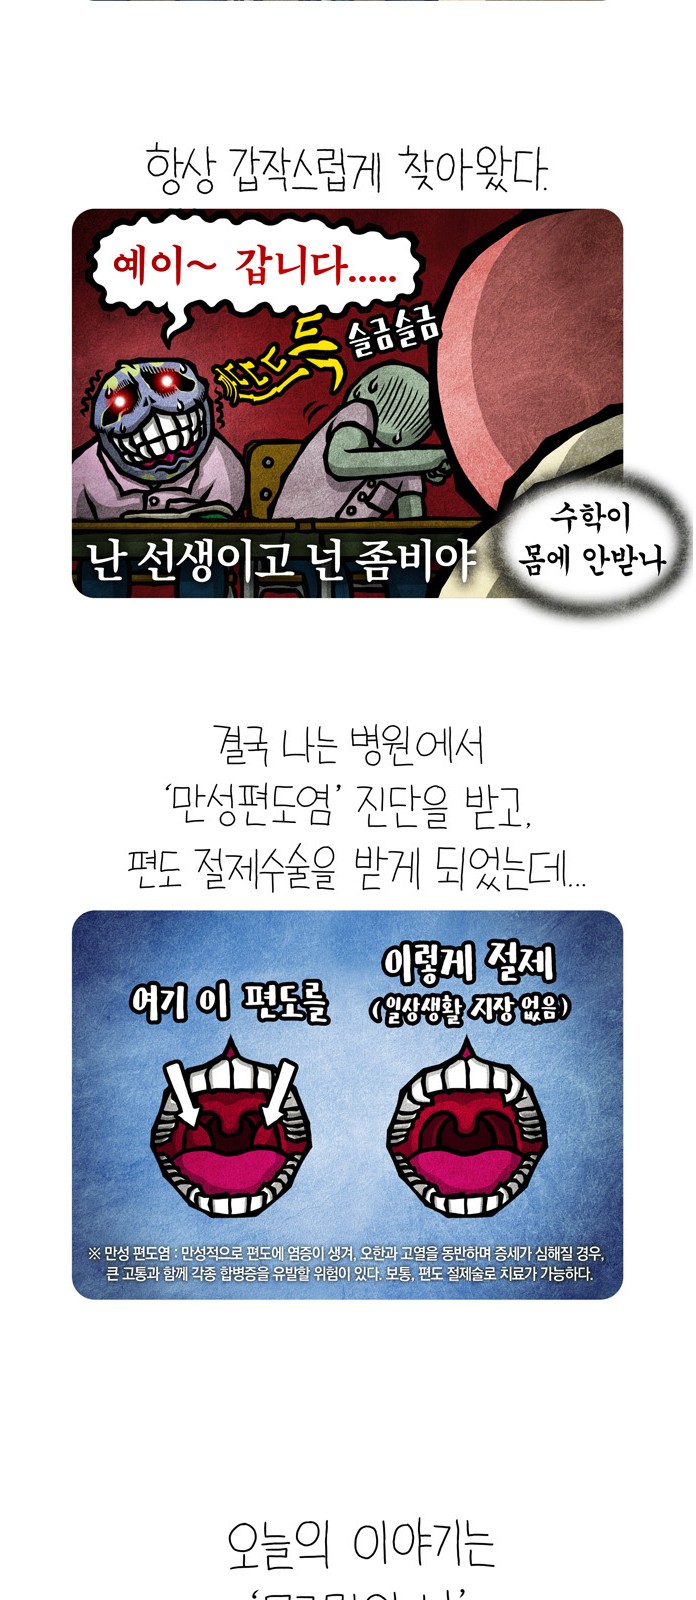 항상 갑작스럽게 찾아왔다.
예이~ 갑니다.....
슬금슬금
난 선생이고 넌 좀비야
수학이
몸에 안받나
결국 나는 병원에서
‘만성편도염’ 진단을 받고,
편도 절제수술을 받게 되었는데...
여기 이 편도를
이렇게 절제
(일상생활 지장 없음)
※ 만성 편도염 : 만성적으로 편도에 염증이 생겨, 오한과 고열을 동반하며 증세가 심해질 경우,
큰 고통과 함께 각종 합병증을 유발할 위험이 있다. 보통, 편도 절제술로 치료가 가능하다.
오늘의 이야기는